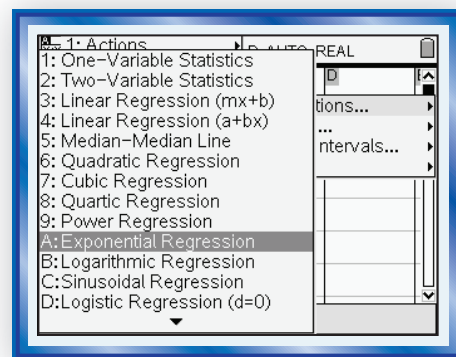 1: Actions
D AUTO REAL
1: One-Variable Statistics
2: Two-Variable Statistics
3: Linear Regression (mx+b)
4: Linear Regression (a+bx)
5: Median-Median Line
6: Quadratic Regression
7: Cubic Regression
8: Quartic Regression
9: Power Regression
A: Exponential Regression
B: Logarithmic Regression
C: Sinusoidal Regression
D: Logistic Regression (d=0)
D
tions...
...
ntervals...